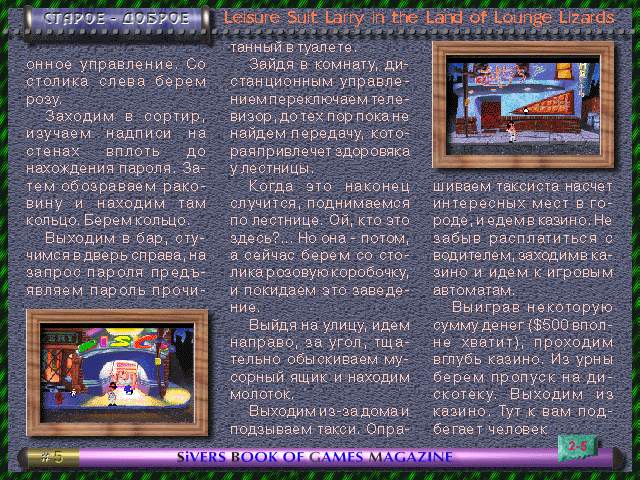 СТАРОЕ - ДОБРОЕ
Leisure Suit Larry in the Land of Lounge Lizards
онное управление. Со
столика слева берем
розу.
Заходим в сортир,
изучаем надписи на
стенах вплоть до
нахождения пароля. За-
тем обозраваем рако-
вину и находим там
кольцо. Берем кольцо.
Выходим в бар, сту-
чимся в дверь справа, на
запрос пароля предъ-
являем пароль прочи-
танный в туалете.
Зайдя в комнату, ди-
станционным управле-
нием переключаем теле-
визор, до тех пор пока не
найдем передачу, кото-
рая привлечет здоровяка
у лестницы.
Когда это наконец
случится, поднимаемся
по лестнице. Ой, кто это
здесь?... Но она - потом,
а сейчас берем со сто-
лика розовую коробочку,
и покидаем это заведе-
ние.
Выйдя на улицу, идем
направо, за угол, тща-
тельно обыскиваем му-
сорный ящик и находим
молоток.
Выходим из-за дома и
подзываем такси. Опра-
шиваем таксиста насчет
интересных мест в го-
роде, и едем в казино. Не
забыв расплатиться с
водителем, заходим в ка-
зино и идем к игровым
автоматам.
Выиграв некоторую
сумму денег ($500 впол-
не хватит), проходим
вглубь казино. Из урны
берем пропуск на ди-
скотеку. Выходим из
казино. Тут к вам под-
бегает человек
DISCO
#5
SiVERS BOOK OF GAMES MAGAZINE
2-5